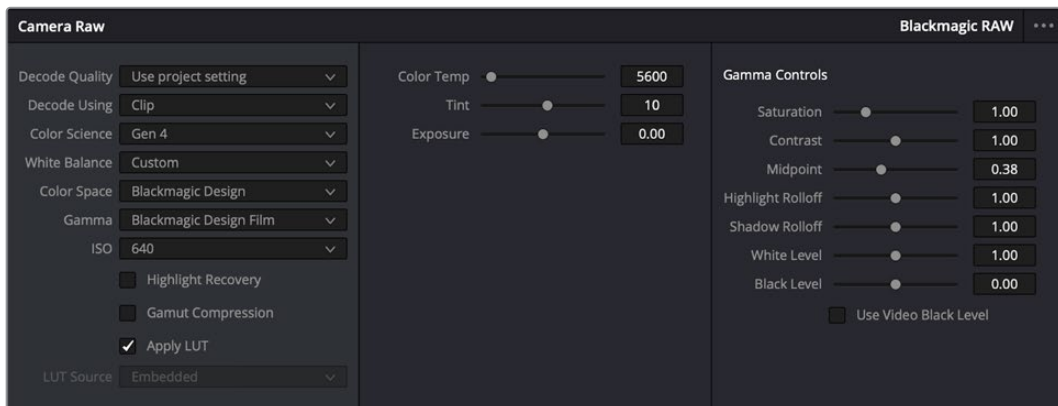 Camera Raw
Blackmagic RAW
Decode Quality Use project setting
Decode Using Clip
Color Science Gen 4
White Balance Custom
Color Space Blackmagic Design
Gamma Blackmagic Design Film
ISO 640
Highlight Recovery
Gamut Compression
Apply LUT
LUT Source Embedded
Color Temp 5600
Tint 10
Exposure 0.00
Gamma Controls
Saturation 1.00
Contrast 1.00
Midpoint 0.38
Highlight Rolloff 1.00
Shadow Rolloff 1.00
White Level 1.00
Black Level 0.00
Use Video Black Level